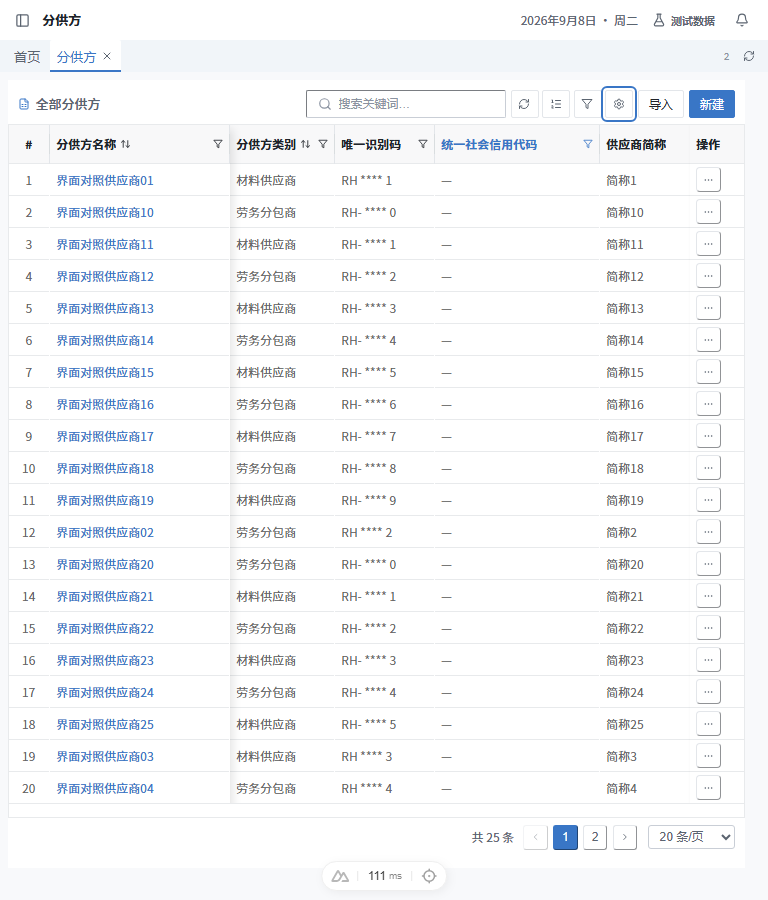 分供方 2026年9月8日 • 周二 测试数据
首页 分供方 × 2
全部分供方 搜索关键词... 导入 新建
# 分供方名称 分供方类别 唯一识别码 统一社会信用代码 供应商简称 操作
1 界面对照供应商01 材料供应商 RH **** 1 — 简称1 ...
2 界面对照供应商10 劳务分包商 RH- **** 0 — 简称10 ...
3 界面对照供应商11 材料供应商 RH- **** 1 — 简称11 ...
4 界面对照供应商12 劳务分包商 RH- **** 2 — 简称12 ...
5 界面对照供应商13 材料供应商 RH- **** 3 — 简称13 ...
6 界面对照供应商14 劳务分包商 RH- **** 4 — 简称14 ...
7 界面对照供应商15 材料供应商 RH- **** 5 — 简称15 ...
8 界面对照供应商16 劳务分包商 RH- **** 6 — 简称16 ...
9 界面对照供应商17 材料供应商 RH- **** 7 — 简称17 ...
10 界面对照供应商18 劳务分包商 RH- **** 8 — 简称18 ...
11 界面对照供应商19 材料供应商 RH- **** 9 — 简称19 ...
12 界面对照供应商02 劳务分包商 RH **** 2 — 简称2 ...
13 界面对照供应商20 劳务分包商 RH- **** 0 — 简称20 ...
14 界面对照供应商21 材料供应商 RH- **** 1 — 简称21 ...
15 界面对照供应商22 劳务分包商 RH- **** 2 — 简称22 ...
16 界面对照供应商23 材料供应商 RH- **** 3 — 简称23 ...
17 界面对照供应商24 劳务分包商 RH- **** 4 — 简称24 ...
18 界面对照供应商25 材料供应商 RH- **** 5 — 简称25 ...
19 界面对照供应商03 材料供应商 RH **** 3 — 简称3 ...
20 界面对照供应商04 劳务分包商 RH **** 4 — 简称4 ...
共 25 条 ‹ 1 2 › 20 条/页
111 ms